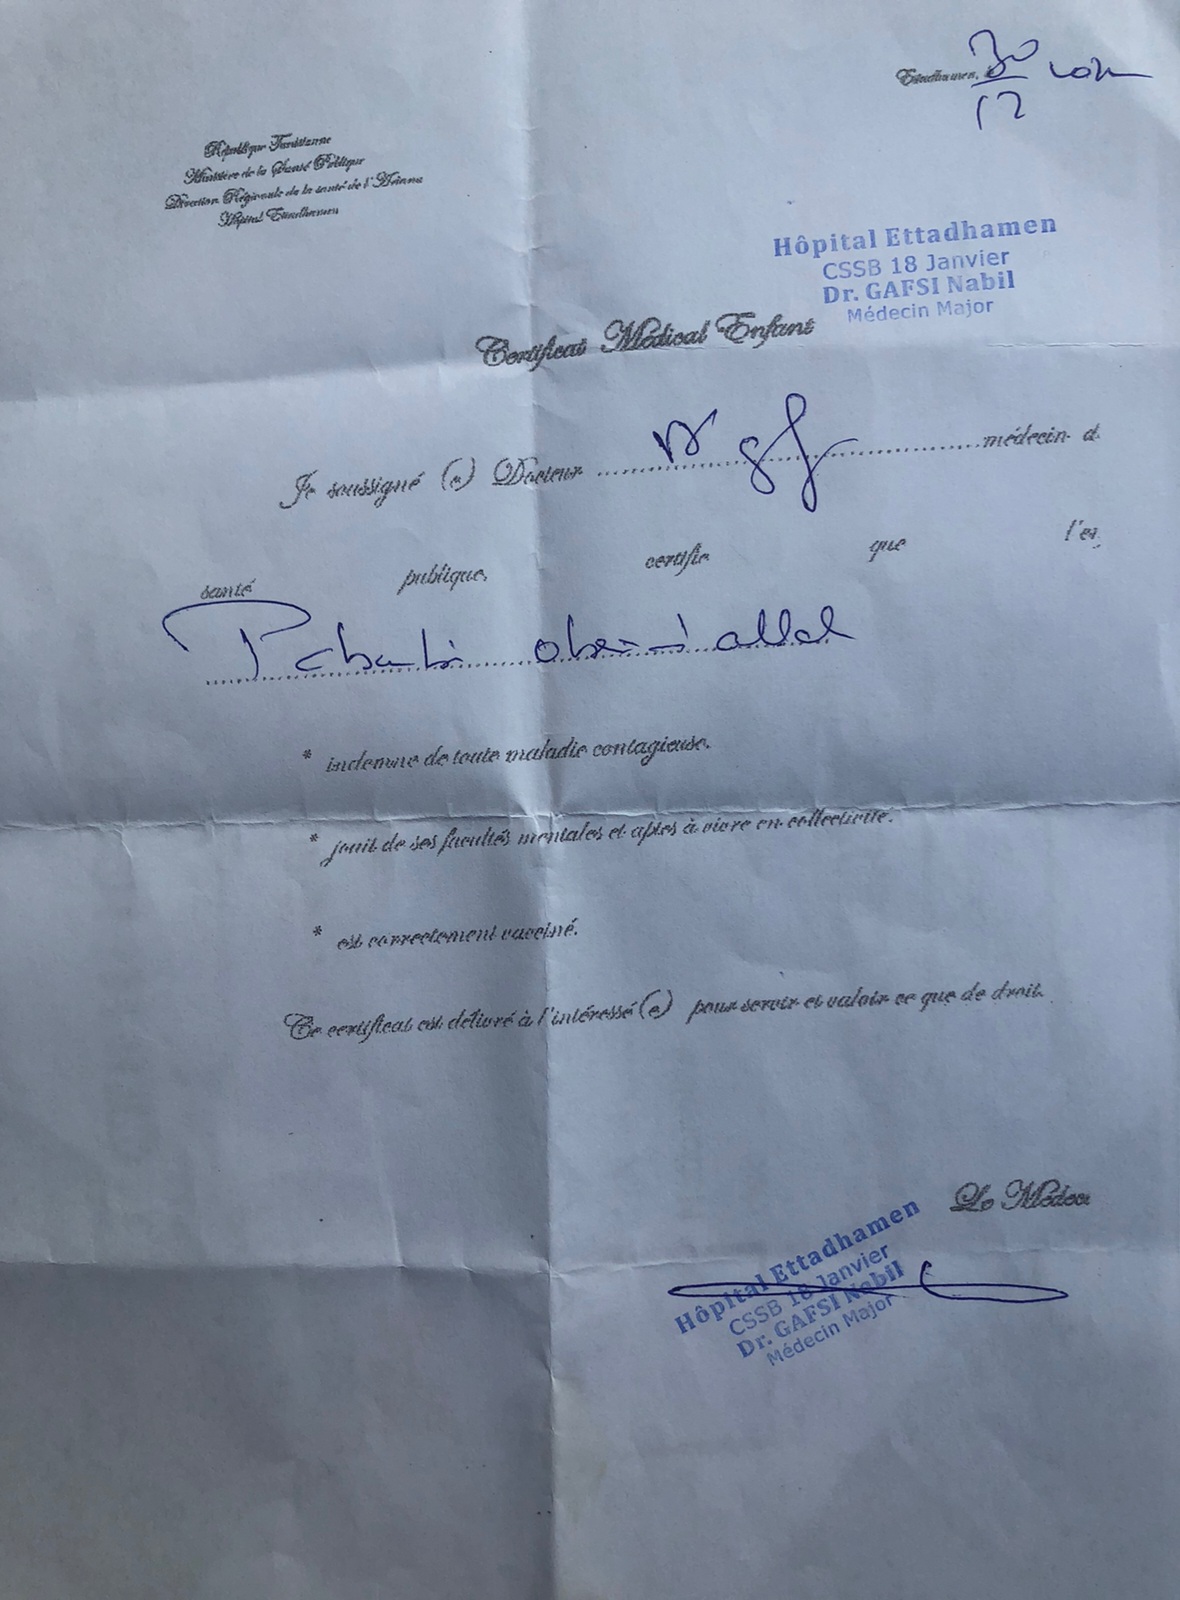 Ettadhamen, 30
12
République Tunisienne
Ministère de la Santé Publique
Direction Régionale de la santé de l'Ariana
Hôpital Ettadhamen
Hôpital Ettadhamen
CSSB 18 Janvier
Dr. GAFSI Nabil
Médecin Major
Certificat Médical Enfant
Je soussigné (e) Docteur médecin d
santé publique, certifie que l'e
* indemne de toute maladie contagieuse.
* jouit de ses facultés mentales et aptes à vivre en collectivité.
* est correctement vacciné.
Ce certificat est délivré à l'intéressé(e) pour servir et valoir ce que de droit.
Le Médec
Hôpital Ettadhamen
CSSB 18 Janvier
Dr. GAFSI Nabil
Médecin Major